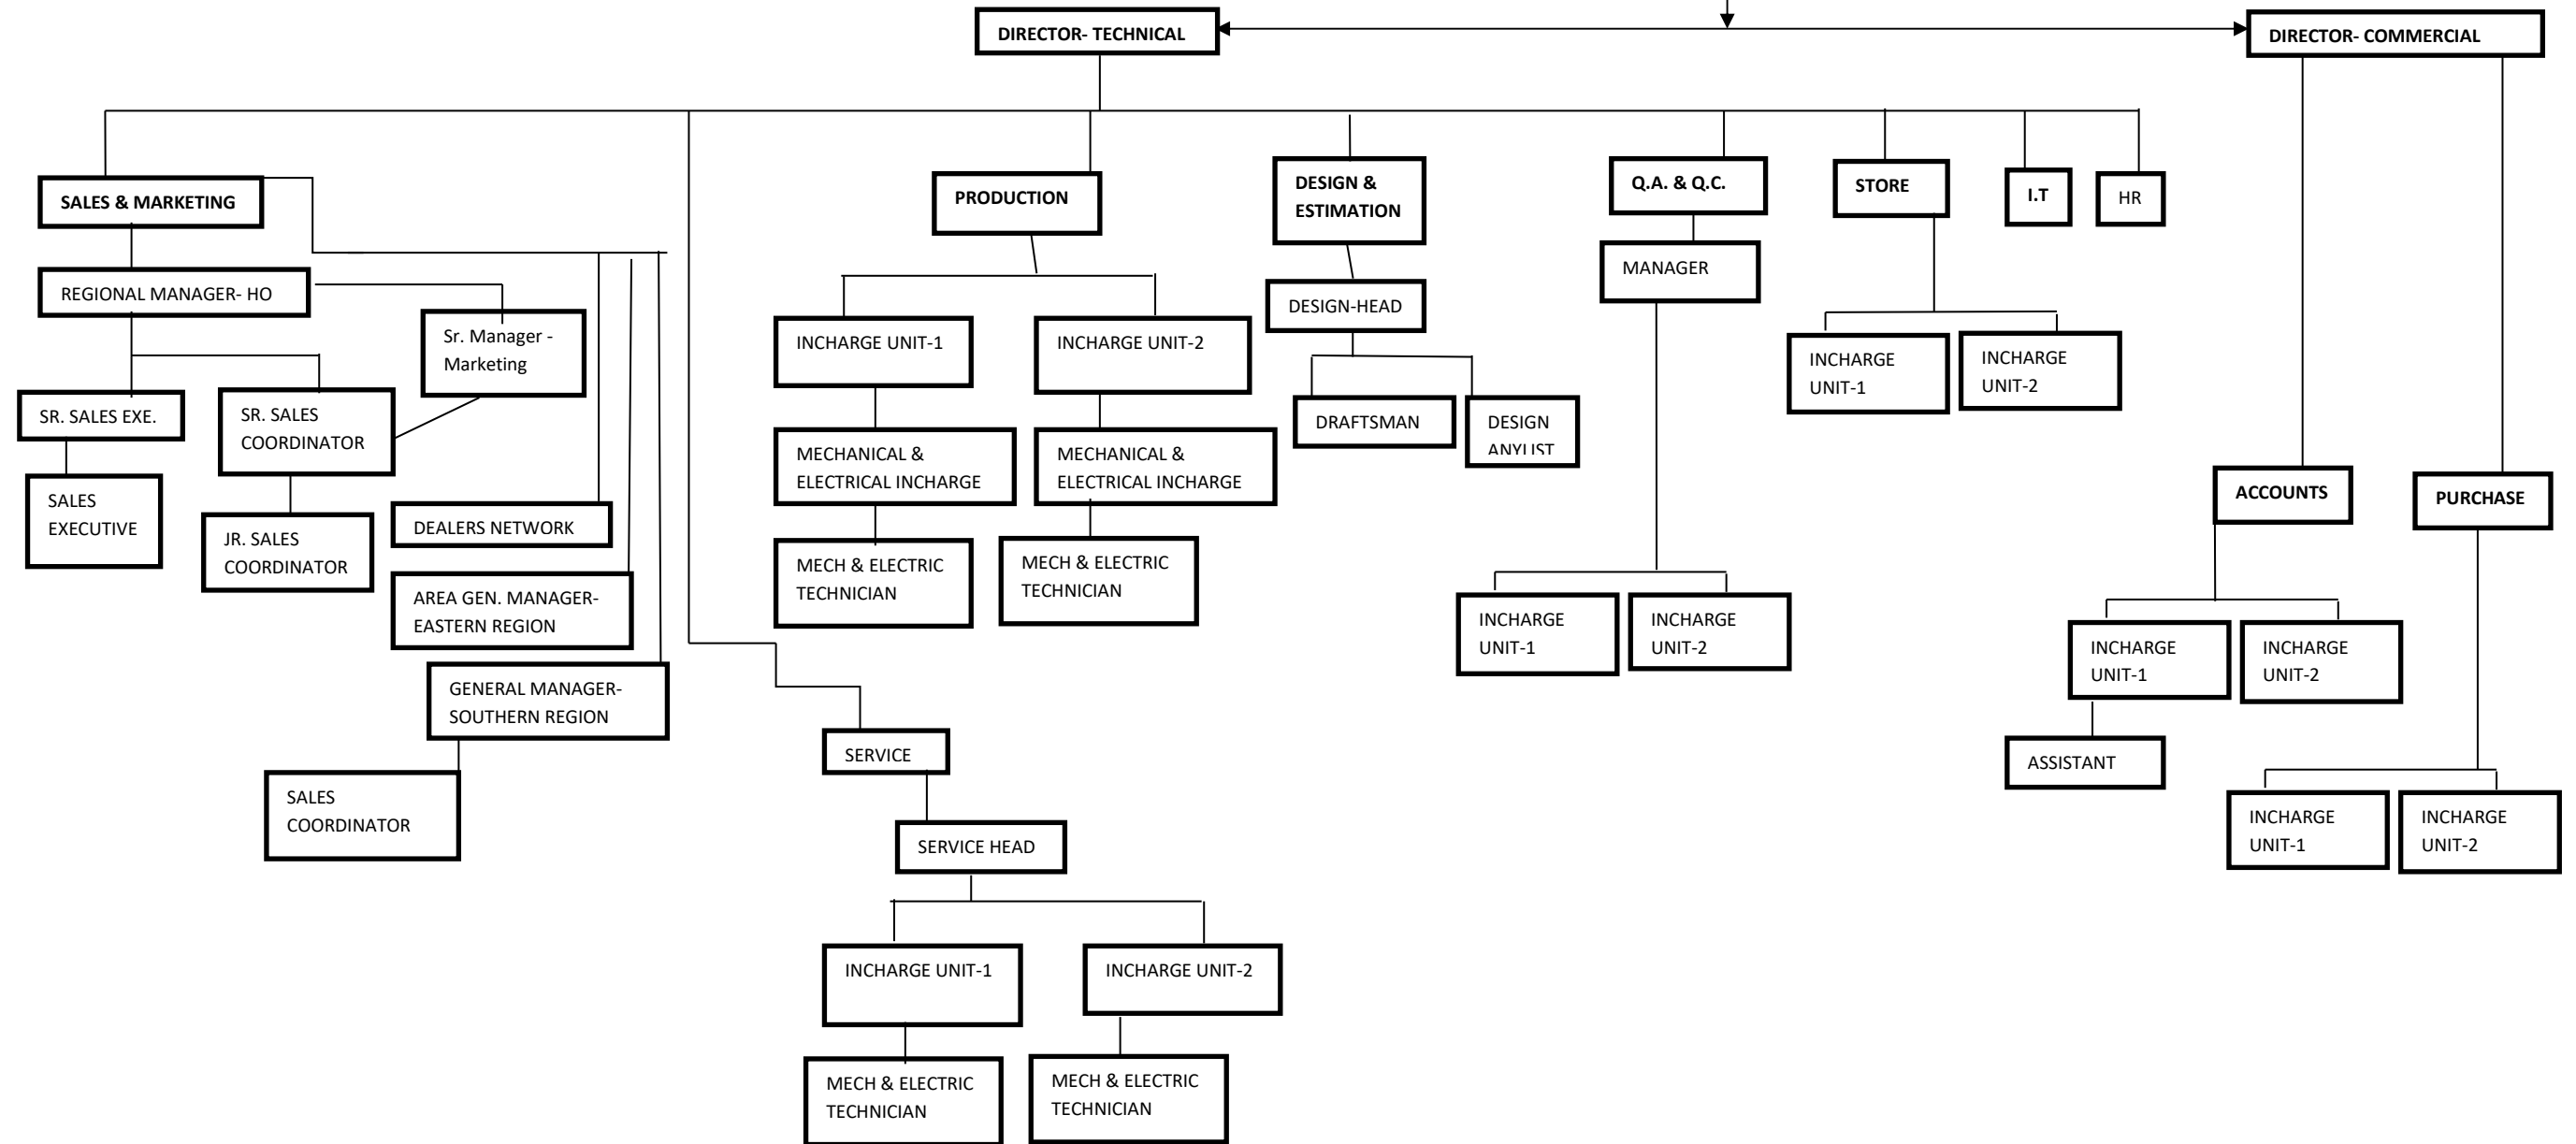 DIRECTOR- TECHNICAL
DIRECTOR- COMMERCIAL
SALES & MARKETING
PRODUCTION
DESIGN &
ESTIMATION
Q.A. & Q.C.
STORE
I.T
HR
REGIONAL MANAGER- HO
Sr. Manager -
Marketing
SR. SALES EXE.
SR. SALES
COORDINATOR
SALES
EXECUTIVE
JR. SALES
COORDINATOR
DEALERS NETWORK
AREA GEN. MANAGER-
EASTERN REGION
GENERAL MANAGER-
SOUTHERN REGION
SALES
COORDINATOR
INCHARGE UNIT-1
INCHARGE UNIT-2
MECHANICAL &
ELECTRICAL INCHARGE
MECHANICAL &
ELECTRICAL INCHARGE
MECH & ELECTRIC
TECHNICIAN
MECH & ELECTRIC
TECHNICIAN
DESIGN-HEAD
DRAFTSMAN
DESIGN
ANYLIST
MANAGER
INCHARGE
UNIT-1
INCHARGE
UNIT-2
INCHARGE
UNIT-1
INCHARGE
UNIT-2
ACCOUNTS
PURCHASE
INCHARGE
UNIT-1
INCHARGE
UNIT-2
ASSISTANT
INCHARGE
UNIT-1
INCHARGE
UNIT-2
SERVICE
SERVICE HEAD
INCHARGE UNIT-1
INCHARGE UNIT-2
MECH & ELECTRIC
TECHNICIAN
MECH & ELECTRIC
TECHNICIAN